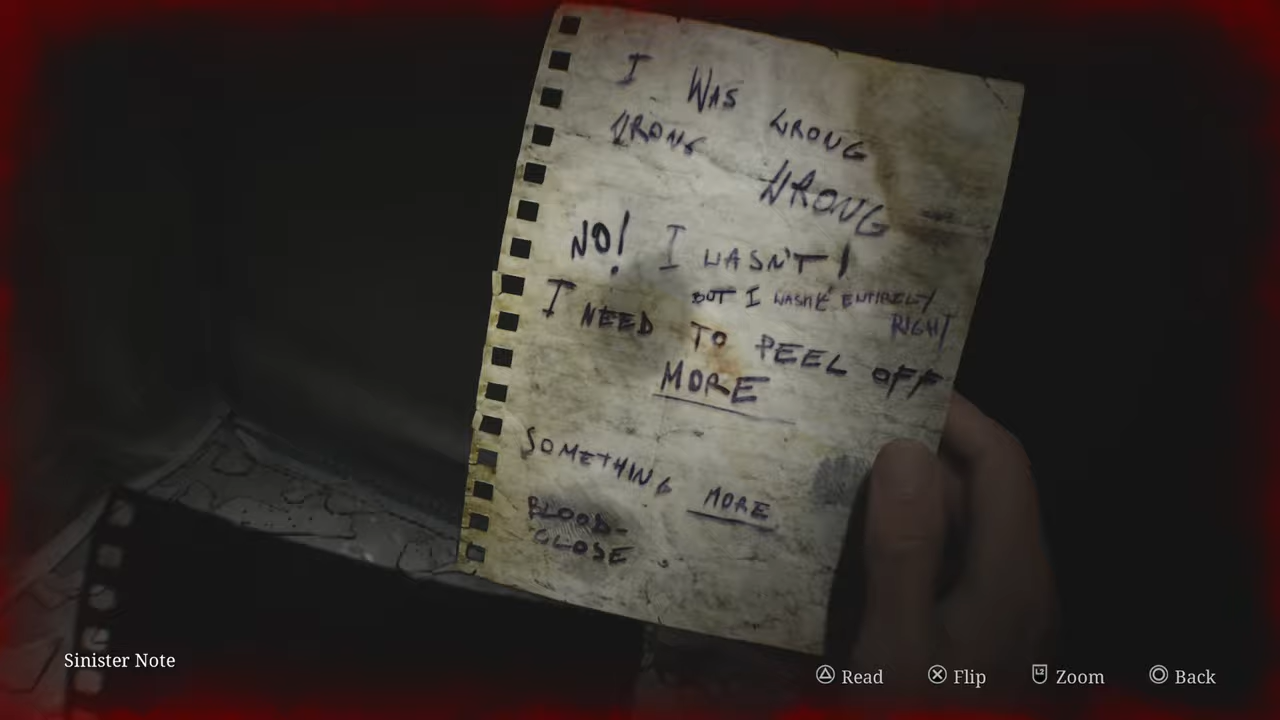 I WAS WRONG
WRONG
WRONG
NO! I WASN'T!
BUT I WASN'T ENTIRELY
RIGHT
I NEED TO PEEL OFF
MORE
SOMETHING MORE
BLOOD-
CLOSE.
Sinister Note
Read Flip L2 Zoom Back